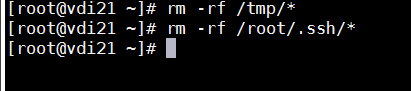 [root@vdi21 ~]# rm -rf /tmp/*
[root@vdi21 ~]# rm -rf /root/.ssh/*
[root@vdi21 ~]#